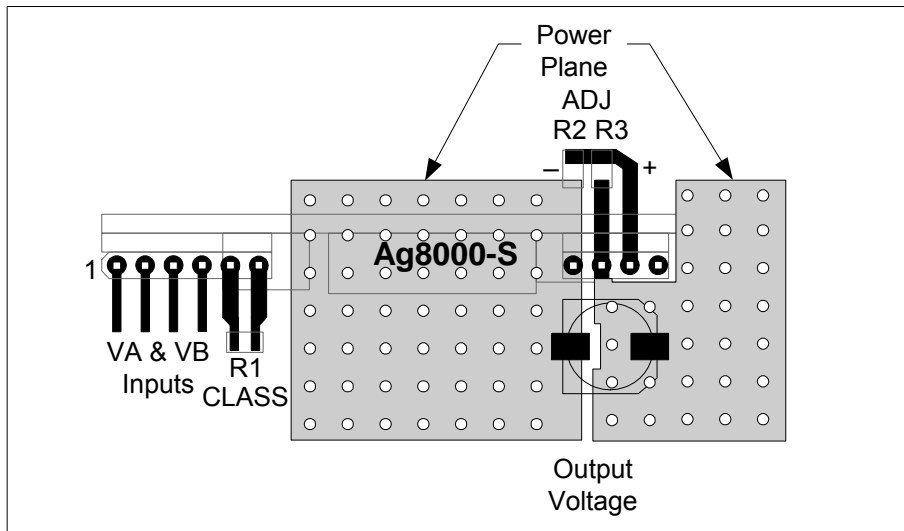 Power
Plane
ADJ
R2 R3
– +
Ag8000-S
1
VA & VB
Inputs
R1
CLASS
Output
Voltage